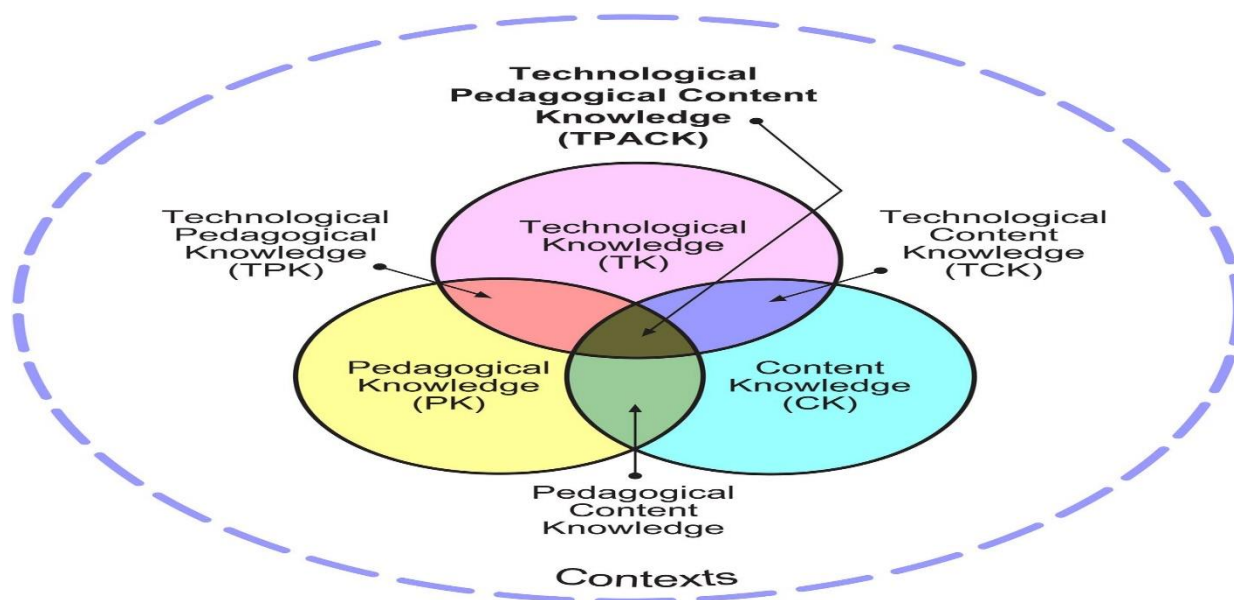 Technological
Pedagogical Content
Knowledge
(TPACK)
Technological
Pedagogical
Knowledge
(TPK)
Technological
Knowledge
(TK)
Technological
Content
Knowledge
(TCK)
Pedagogical
Knowledge
(PK)
Content
Knowledge
(CK)
Pedagogical
Content
Knowledge
Contexts